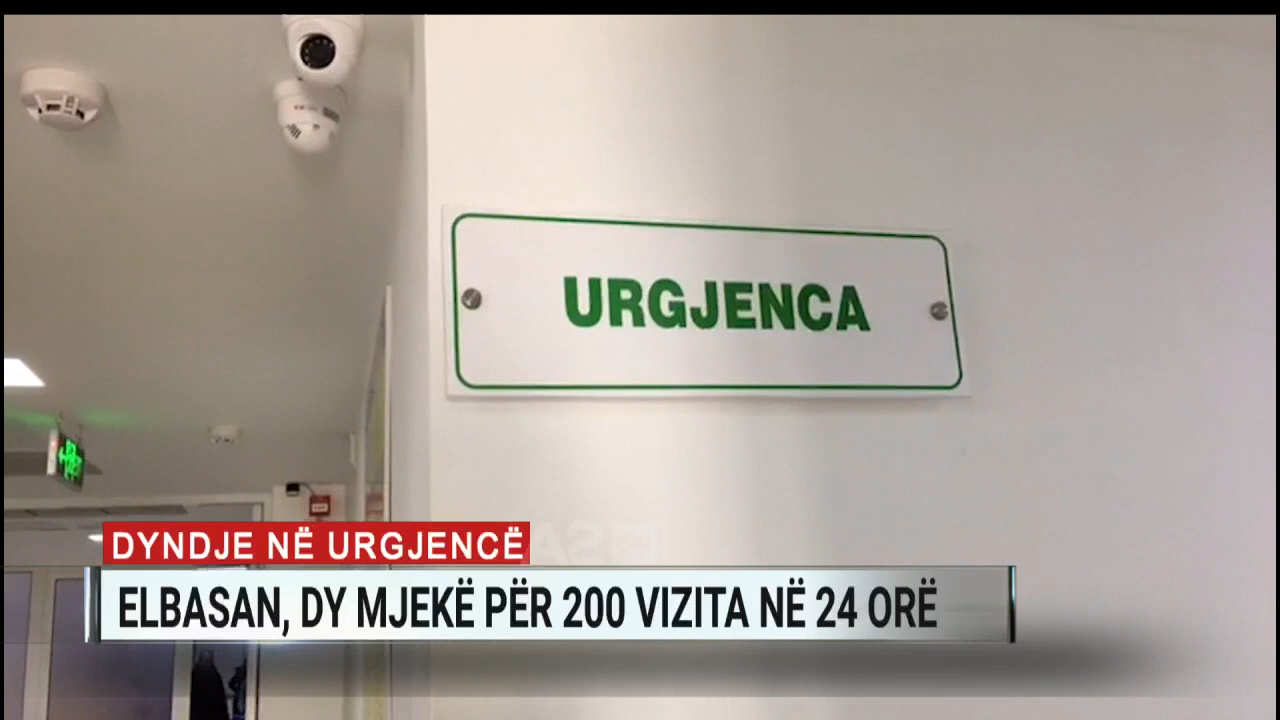 URGJENCA
DYNDJE NË URGJENCË
ELBASAN, DY MJEKË PËR 200 VIZITA NË 24 ORË